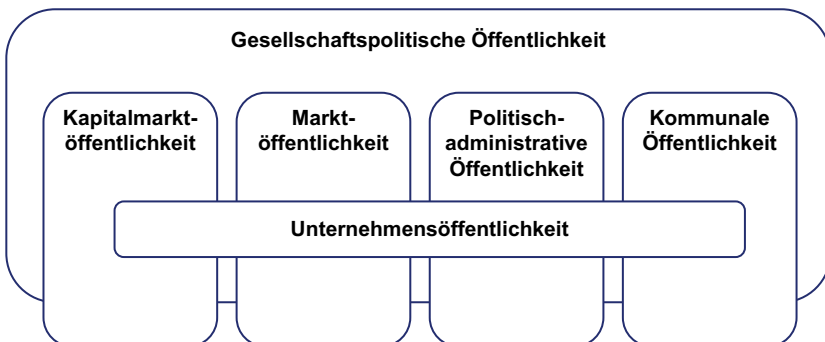 Gesellschaftspolitische Öffentlichkeit
Kapitalmarkt-
öffentlichkeit
Markt-
öffentlichkeit
Politisch-
administrative
Öffentlichkeit
Kommunale
Öffentlichkeit
Unternehmensöffentlichkeit